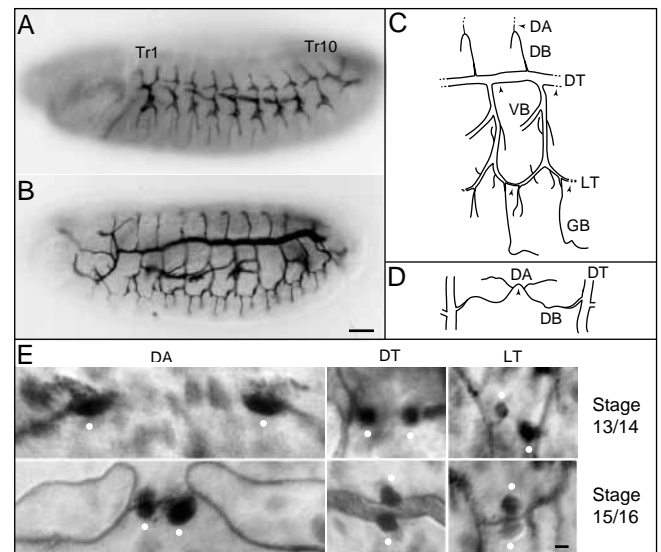 A
Tr1
Tr10
B
C
DA
DB
DT
VB
LT
GB
D
DA
DT
DB
E
DA
DT
LT
Stage
13/14
Stage
15/16